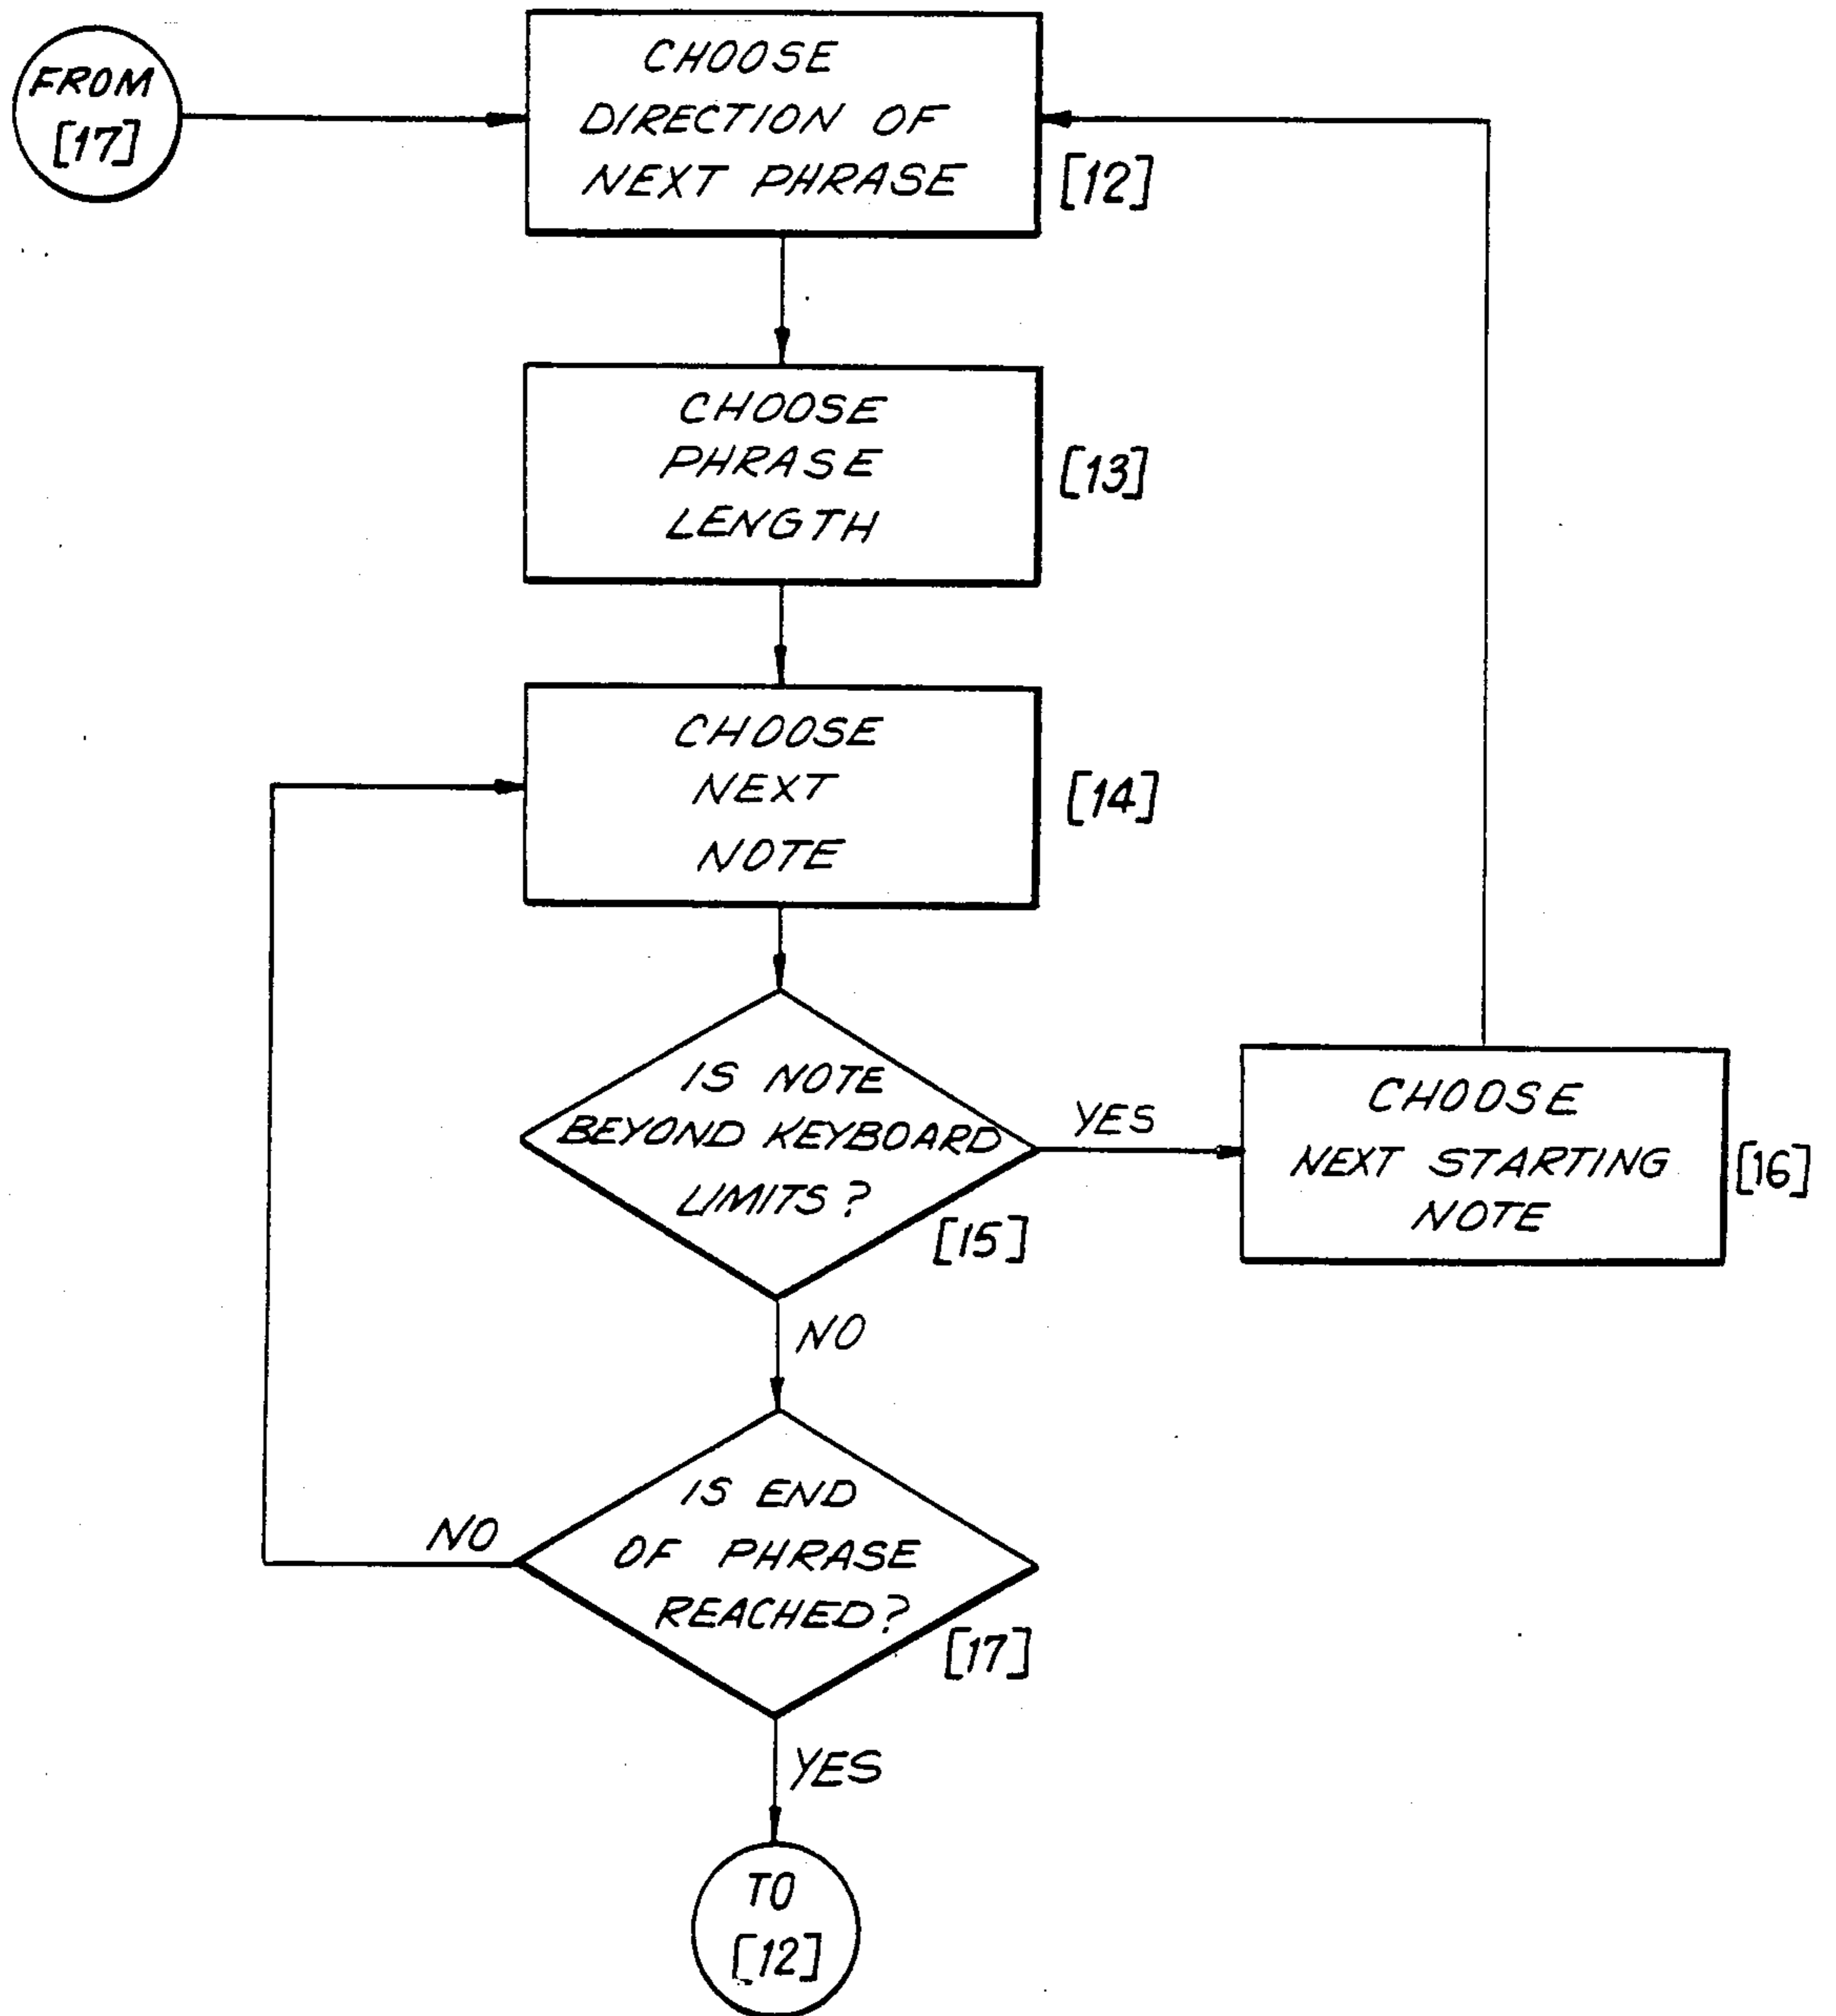 FROM
[17]
CHOOSE
DIRECTION OF
NEXT PHRASE
[12]
CHOOSE
PHRASE
LENGTH
[13]
CHOOSE
NEXT
NOTE
[14]
IS NOTE
BEYOND KEYBOARD
LIMITS?
[15]
YES
CHOOSE
NEXT STARTING
NOTE
[16]
NO
IS END
OF PHRASE
REACHED?
[17]
NO
YES
TO
[12]